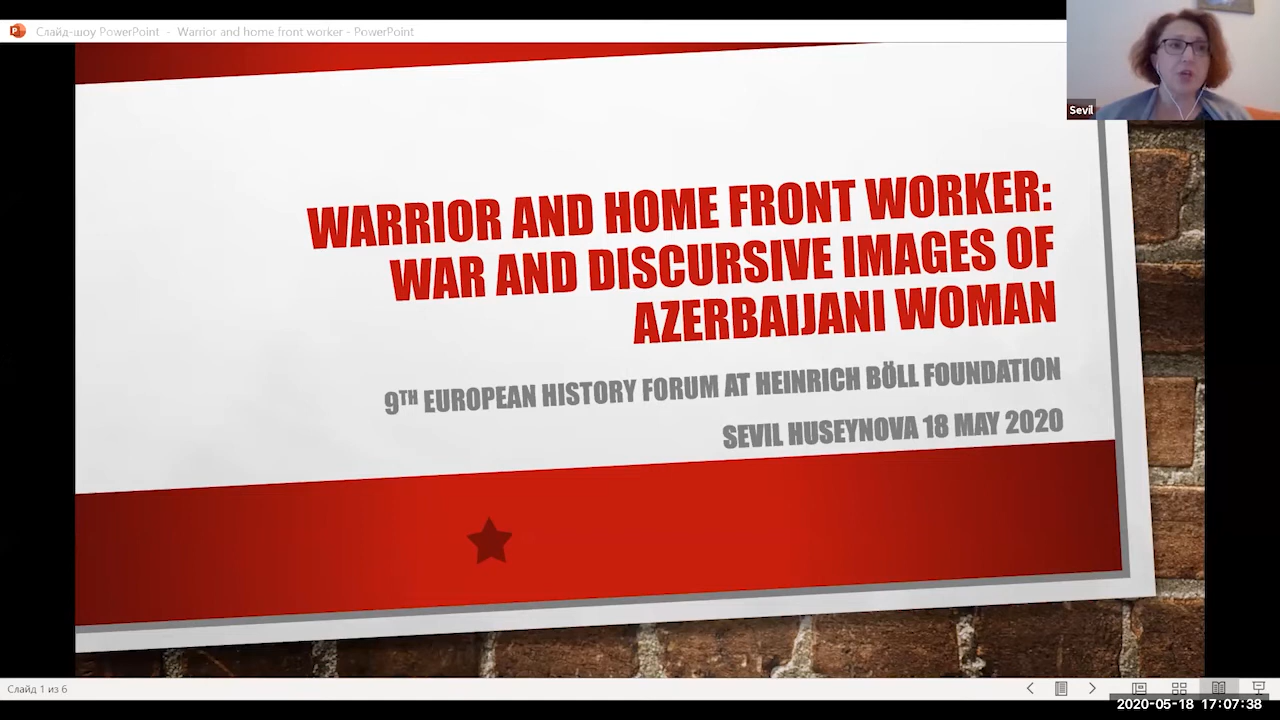 Слайд-шоу PowerPoint - Warrior and home front worker - PowerPoint
Sevil
WARRIOR AND HOME FRONT WORKER:
WAR AND DISCURSIVE IMAGES OF
AZERBAIJANI WOMAN
9TH EUROPEAN HISTORY FORUM AT HEINRICH BÖLL FOUNDATION
SEVIL HUSEYNOVA 18 MAY 2020
Слайд 1 из 6
2020-05-18 17:07:38